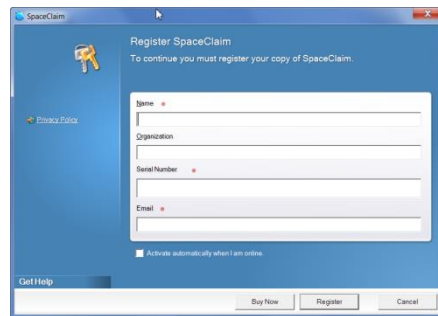 SpaceClaim
Register SpaceClaim
To continue you must register your copy of SpaceClaim.
Privacy Policy
Name *
Organization
Serial Number *
Email *
Activate automatically when I am online.
Get Help
Buy Now
Register
Cancel